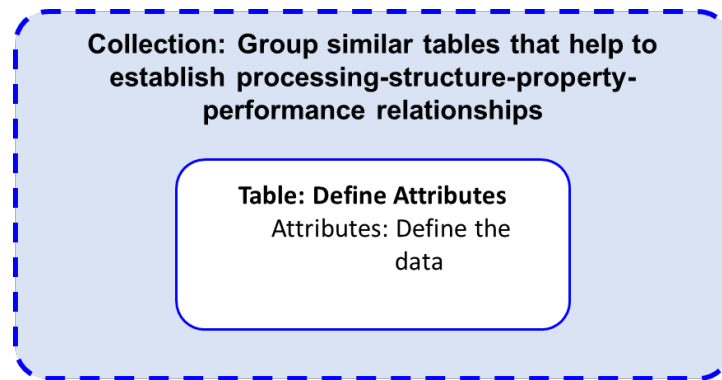 Collection: Group similar tables that help to
establish processing-structure-property-
performance relationships
Table: Define Attributes
Attributes: Define the
data